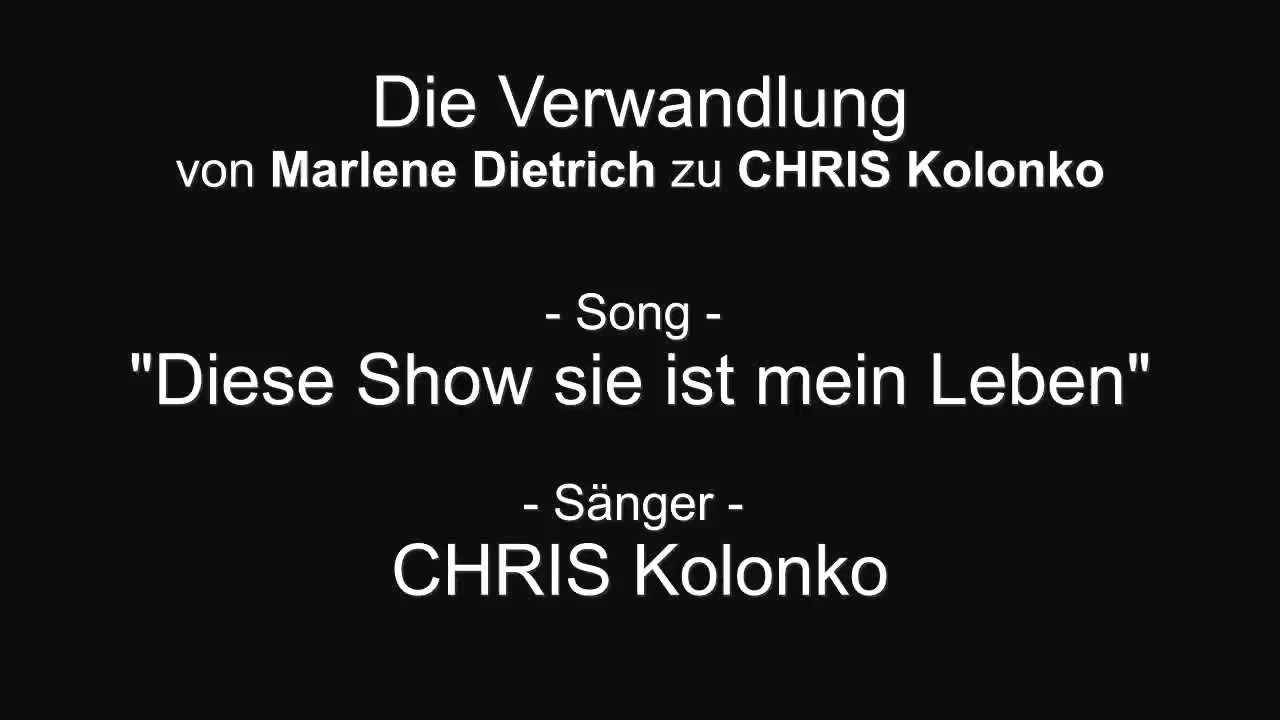 Die Verwandlung
von Marlene Dietrich zu CHRIS Kolonko
- Song -
"Diese Show sie ist mein Leben"
- Sänger -
CHRIS Kolonko